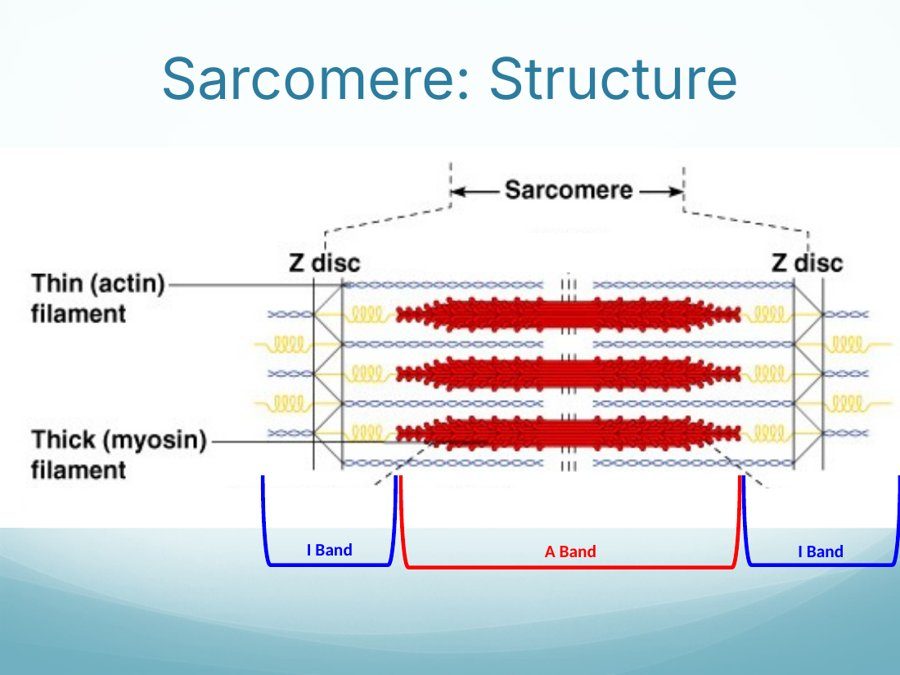 Sarcomere: Structure
Sarcomere
Z disc
Z disc
Thin (actin)
filament
Thick (myosin)
filament
I Band
A Band
I Band